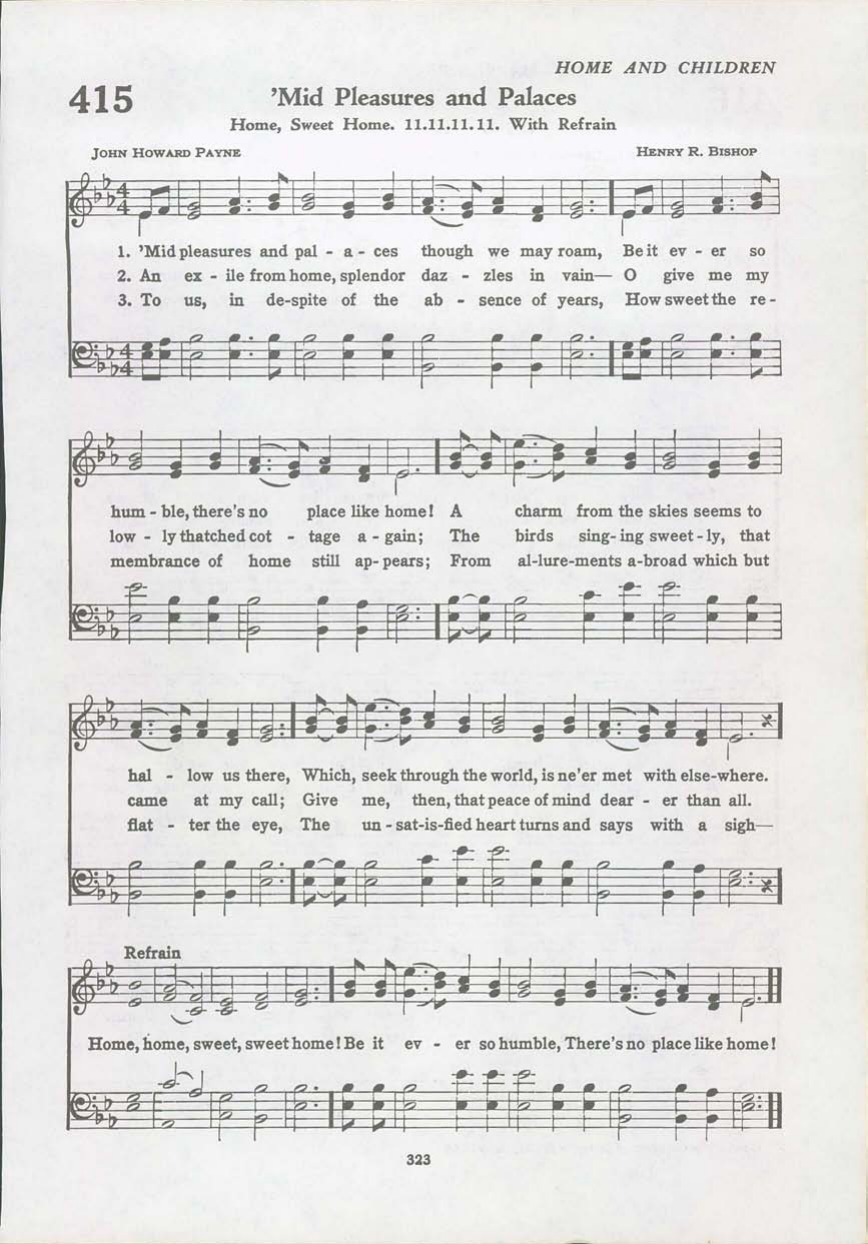 HOME AND CHILDREN
415
'Mid Pleasures and Palaces
Home, Sweet Home. 11.11.11.11. With Refrain
JOHN HOWARD PAYNE HENRY R. BISHOP
1. 'Mid pleasures and pal - a - ces though we may roam, Be it ev - er so
2. An ex - ile from home, splendor daz - zles in vain— O give me my
3. To us, in de-spite of the ab - sence of years, How sweet the re -
hum - ble, there's no place like home! A charm from the skies seems to
low - ly thatched cot - tage a - gain; The birds sing-ing sweet-ly, that
membrance of home still ap-pears; From al-lure-ments a-broad which but
hal - low us there, Which, seek through the world, is ne'er met with else-where.
came at my call; Give me, then, that peace of mind dear - er than all.
flat - ter the eye, The un-sat-is-fied heart turns and says with a sigh—
Refrain
Home, home, sweet, sweet home! Be it ev - er so humble, There's no place like home!
323